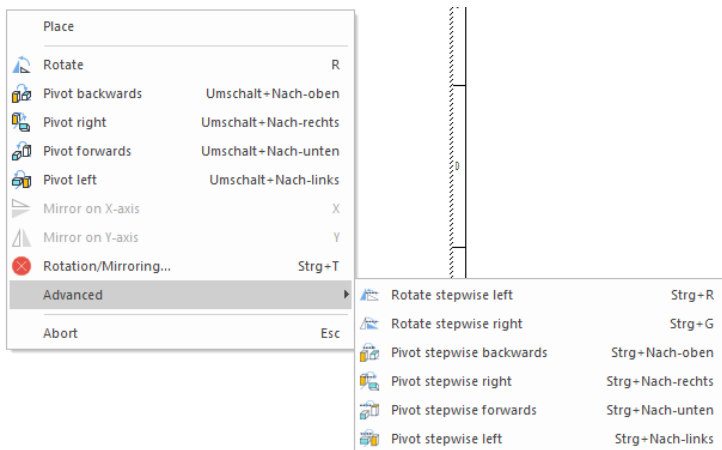 Place
Rotate R
Pivot backwards Umschalt+Nach-oben
Pivot right Umschalt+Nach-rechts
Pivot forwards Umschalt+Nach-unten
Pivot left Umschalt+Nach-links
Mirror on X-axis X
Mirror on Y-axis Y
Rotation/Mirroring... Strg+T
Advanced
Abort Esc
D
Rotate stepwise left Strg+R
Rotate stepwise right Strg+G
Pivot stepwise backwards Strg+Nach-oben
Pivot stepwise right Strg+Nach-rechts
Pivot stepwise forwards Strg+Nach-unten
Pivot stepwise left Strg+Nach-links